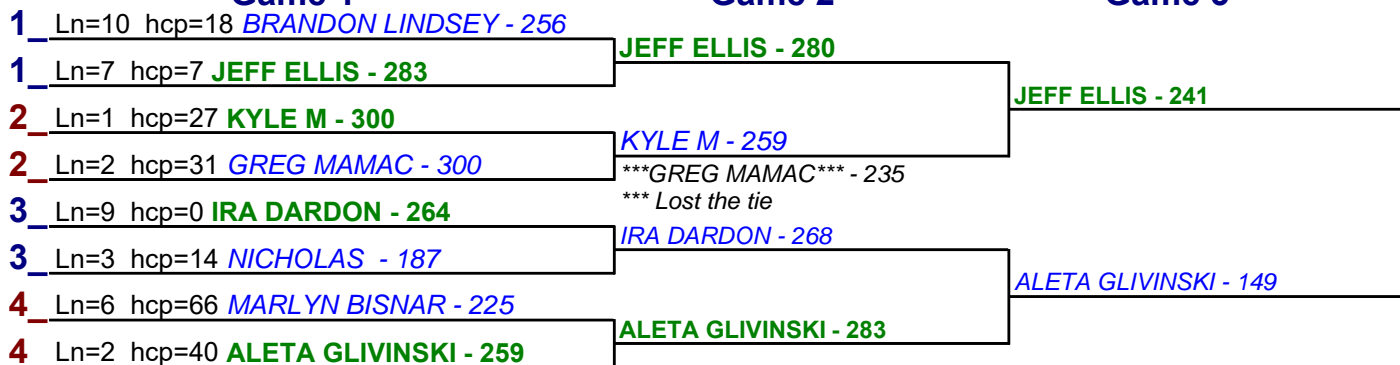 1_ Ln=10 hcp=18 BRANDON LINDSEY - 256
JEFF ELLIS - 280
1_ Ln=7 hcp=7 JEFF ELLIS - 283
JEFF ELLIS - 241
2_ Ln=1 hcp=27 KYLE M - 300
KYLE M - 259
2_ Ln=2 hcp=31 GREG MAMAC - 300
***GREG MAMAC*** - 235
*** Lost the tie
3_ Ln=9 hcp=0 IRA DARDON - 264
IRA DARDON - 268
3_ Ln=3 hcp=14 NICHOLAS - 187
ALETA GLIVINSKI - 149
4_ Ln=6 hcp=66 MARLYN BISNAR - 225
ALETA GLIVINSKI - 283
4 Ln=2 hcp=40 ALETA GLIVINSKI - 259